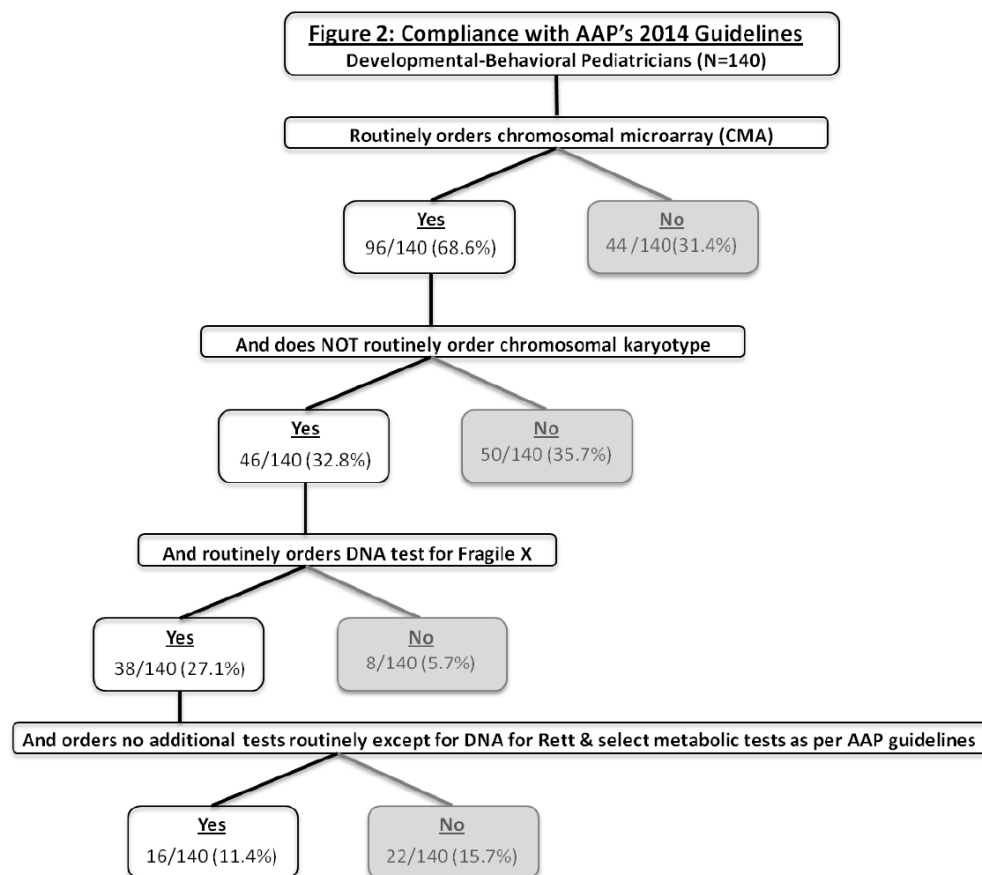 Figure 2: Compliance with AAP's 2014 Guidelines
Developmental-Behavioral Pediatricians (N=140)
Routinely orders chromosomal microarray (CMA)
Yes
96/140 (68.6%)
No
44 /140(31.4%)
And does NOT routinely order chromosomal karyotype
Yes
46/140 (32.8%)
No
50/140 (35.7%)
And routinely orders DNA test for Fragile X
Yes
38/140 (27.1%)
No
8/140 (5.7%)
And orders no additional tests routinely except for DNA for Rett & select metabolic tests as per AAP guidelines
Yes
16/140 (11.4%)
No
22/140 (15.7%)